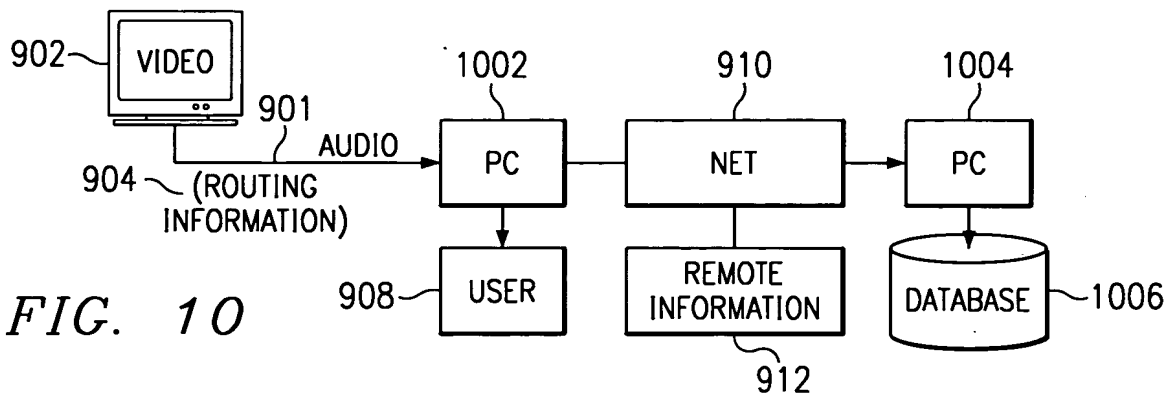 902
VIDEO
901
AUDIO
904
(ROUTING
INFORMATION)
1002
PC
908
USER
910
NET
REMOTE
INFORMATION
912
1004
PC
DATABASE
1006
FIG. 10